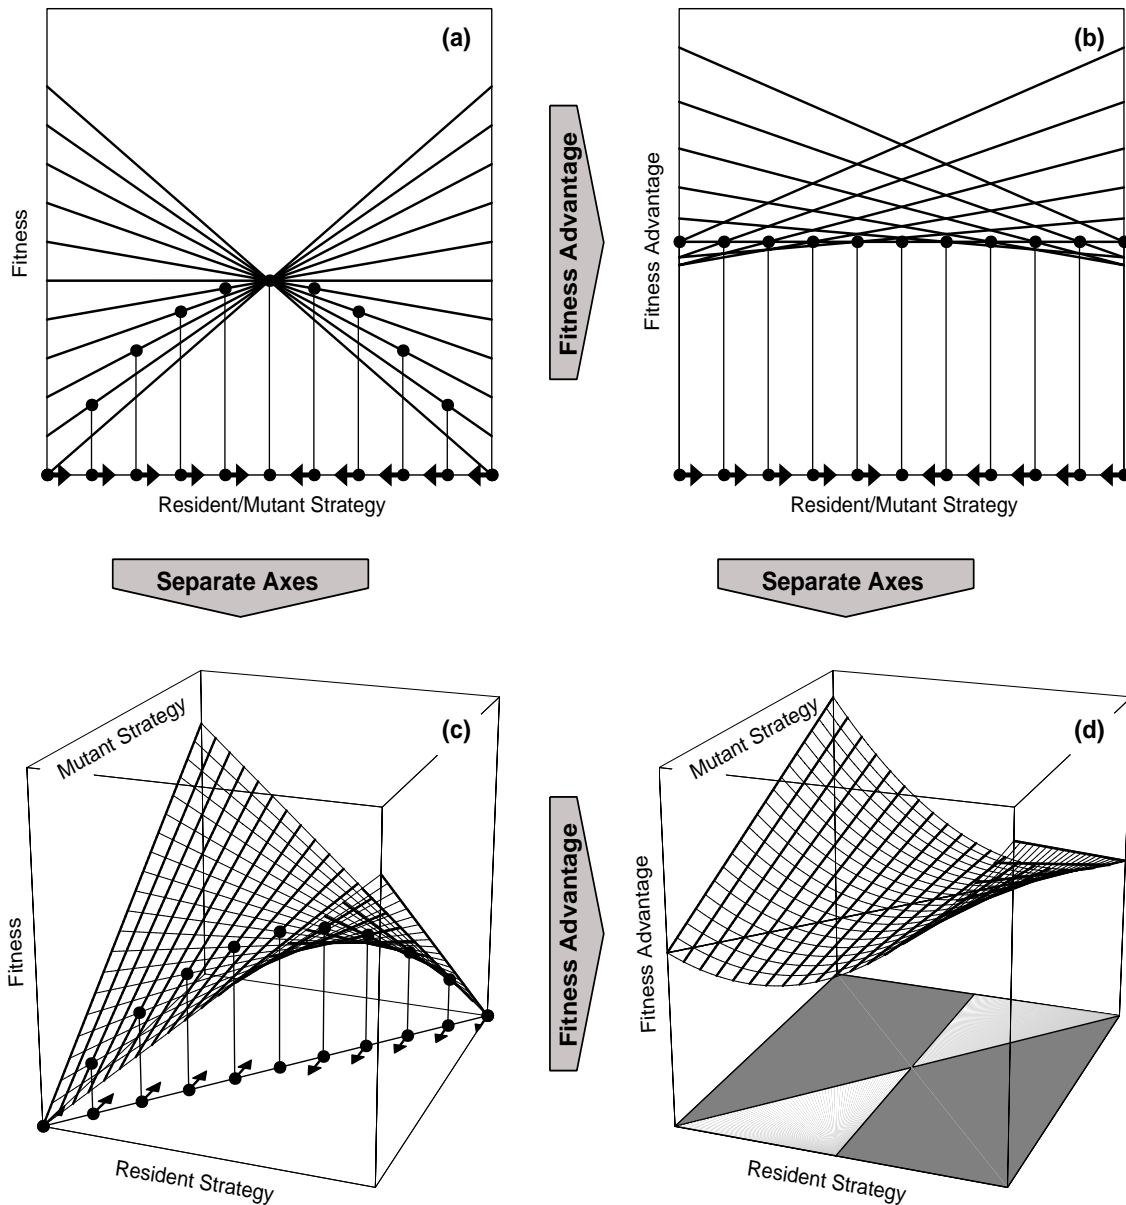 (a)
Fitness
Resident/Mutant Strategy
Fitness Advantage
(b)
Fitness Advantage
Resident/Mutant Strategy
Separate Axes
Separate Axes
(c)
Mutant Strategy
Fitness
Resident Strategy
Fitness Advantage
(d)
Mutant Strategy
Fitness Advantage
Resident Strategy